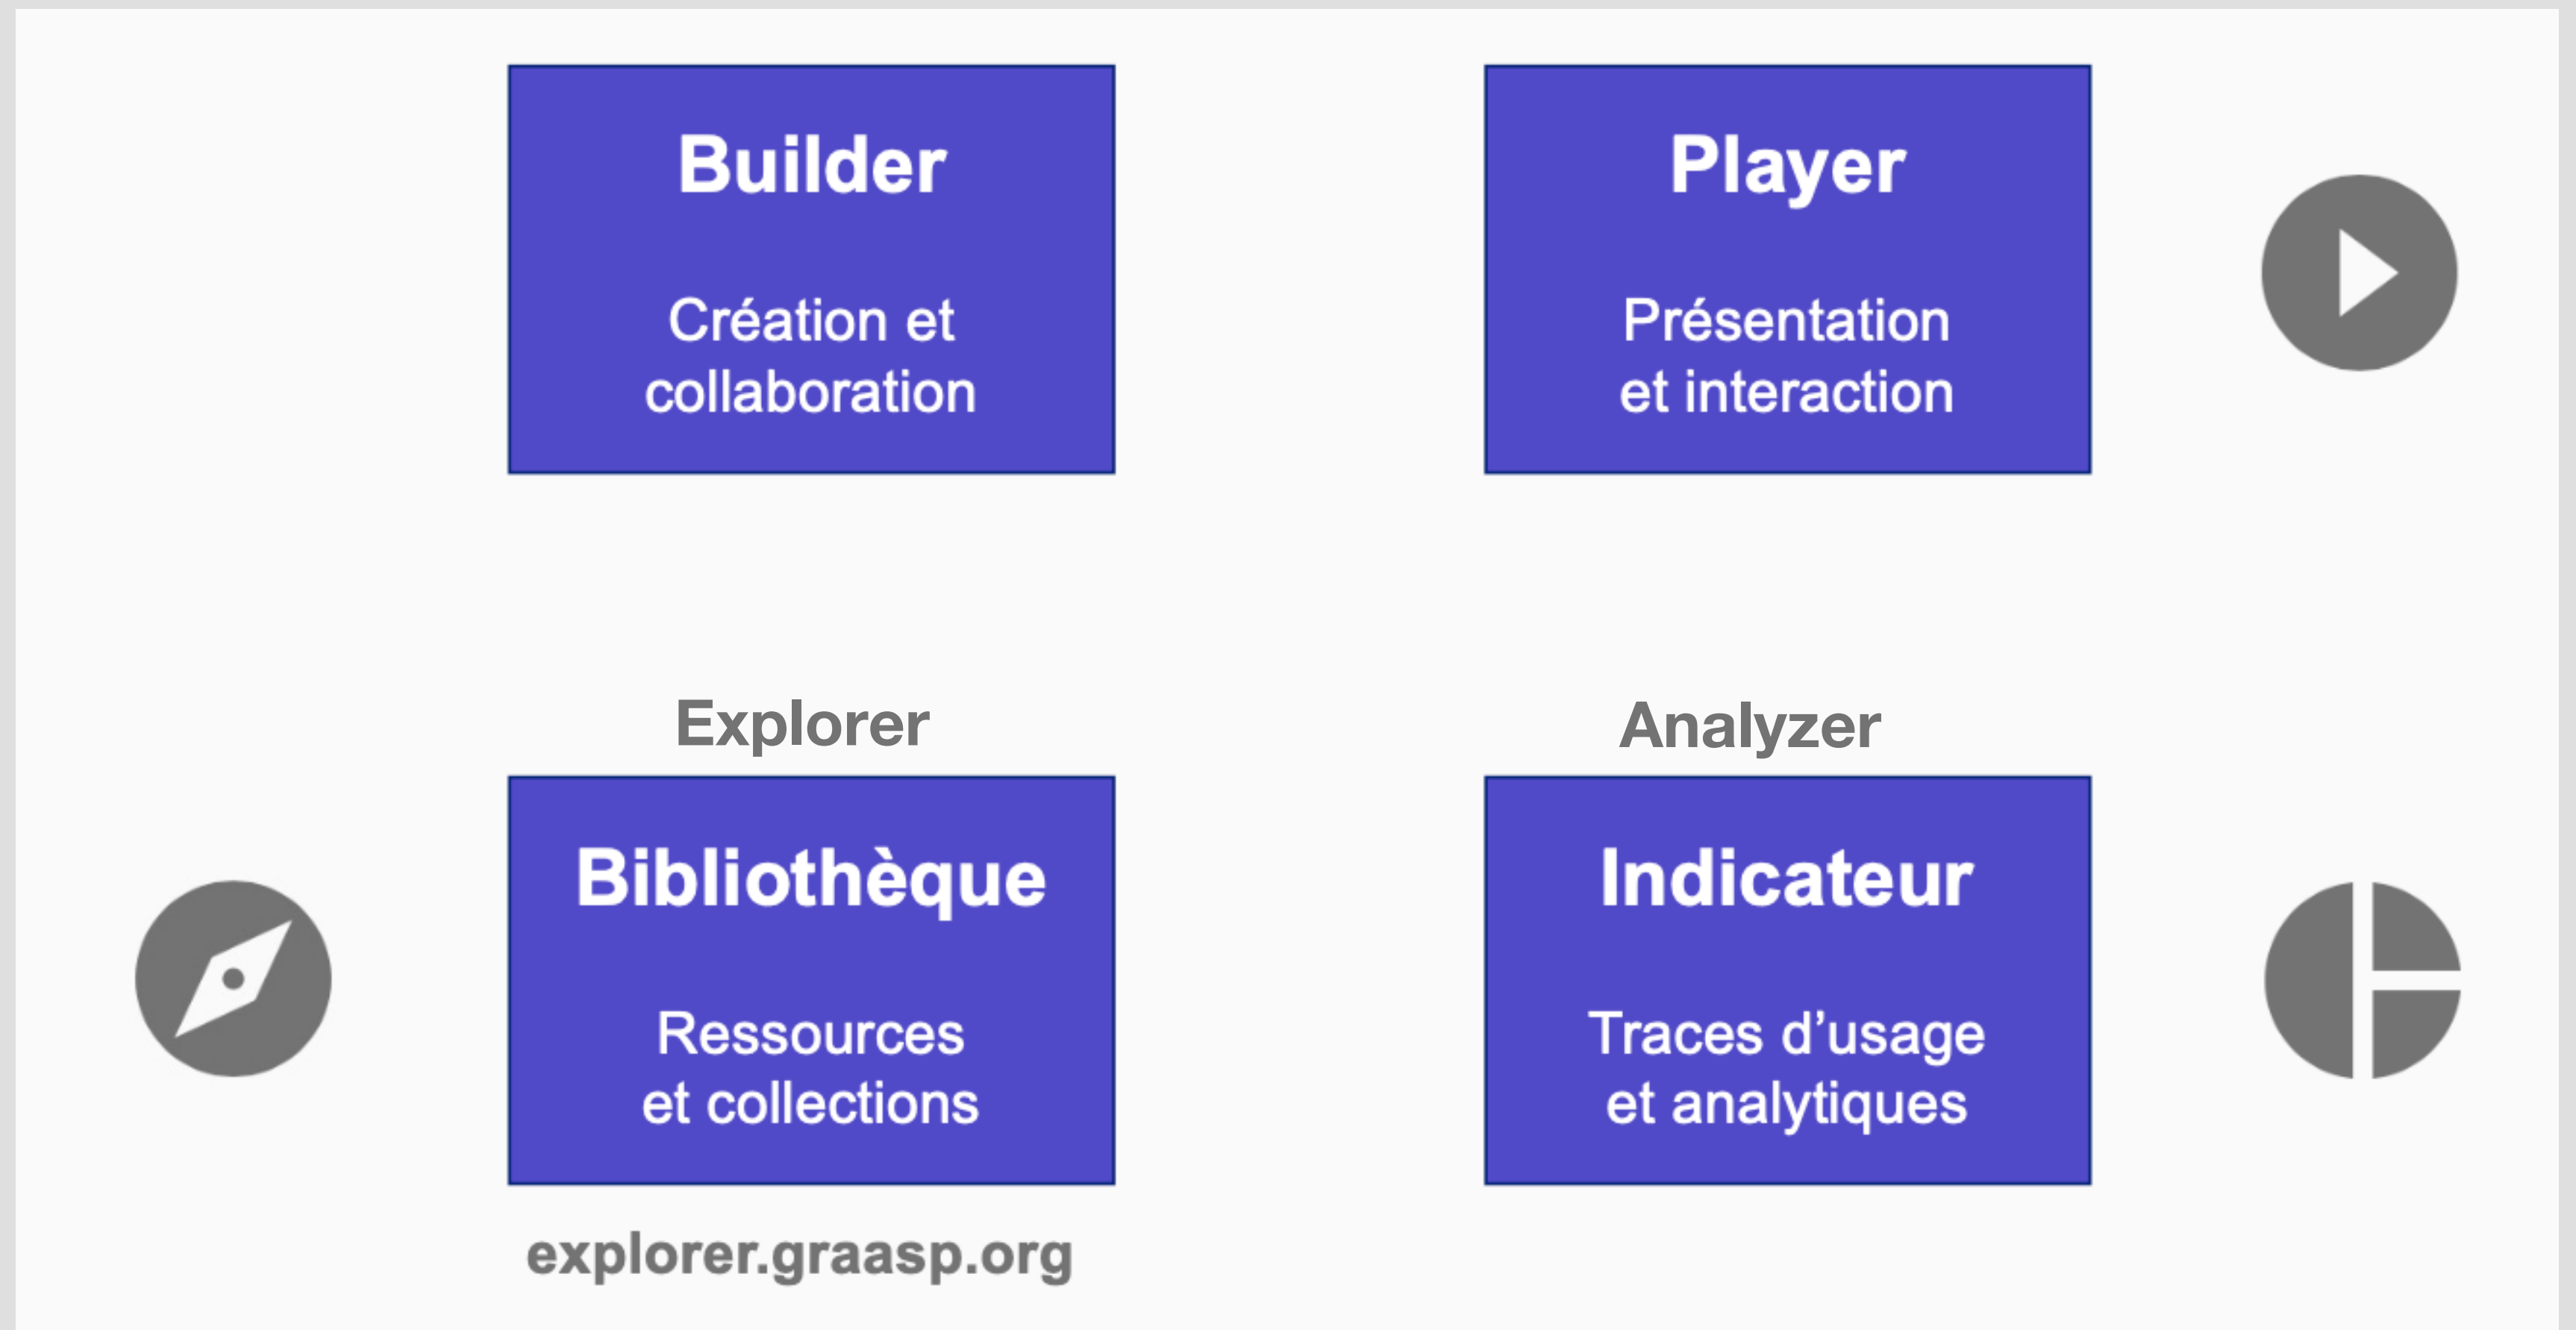 Builder
Création et
collaboration
Player
Présentation
et interaction
Explorer
Bibliothèque
Ressources
et collections
explorer.graasp.org
Analyzer
Indicateur
Traces d’usage
et analytiques